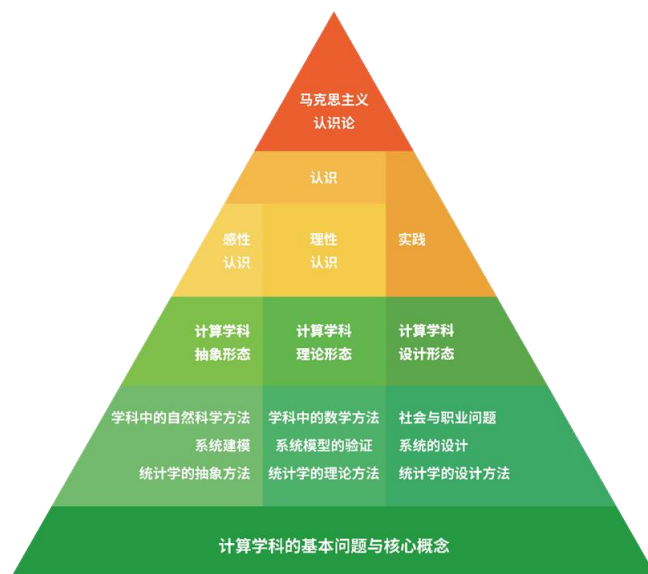 马克思主义
认识论
认识
感性
认识
理性
认识
实践
计算学科
抽象形态
计算学科
理论形态
计算学科
设计形态
学科中的自然科学方法
系统建模
统计学的抽象方法
学科中的数学方法
系统模型的验证
统计学的理论方法
社会与职业问题
系统的设计
统计学的设计方法
计算学科的基本问题与核心概念